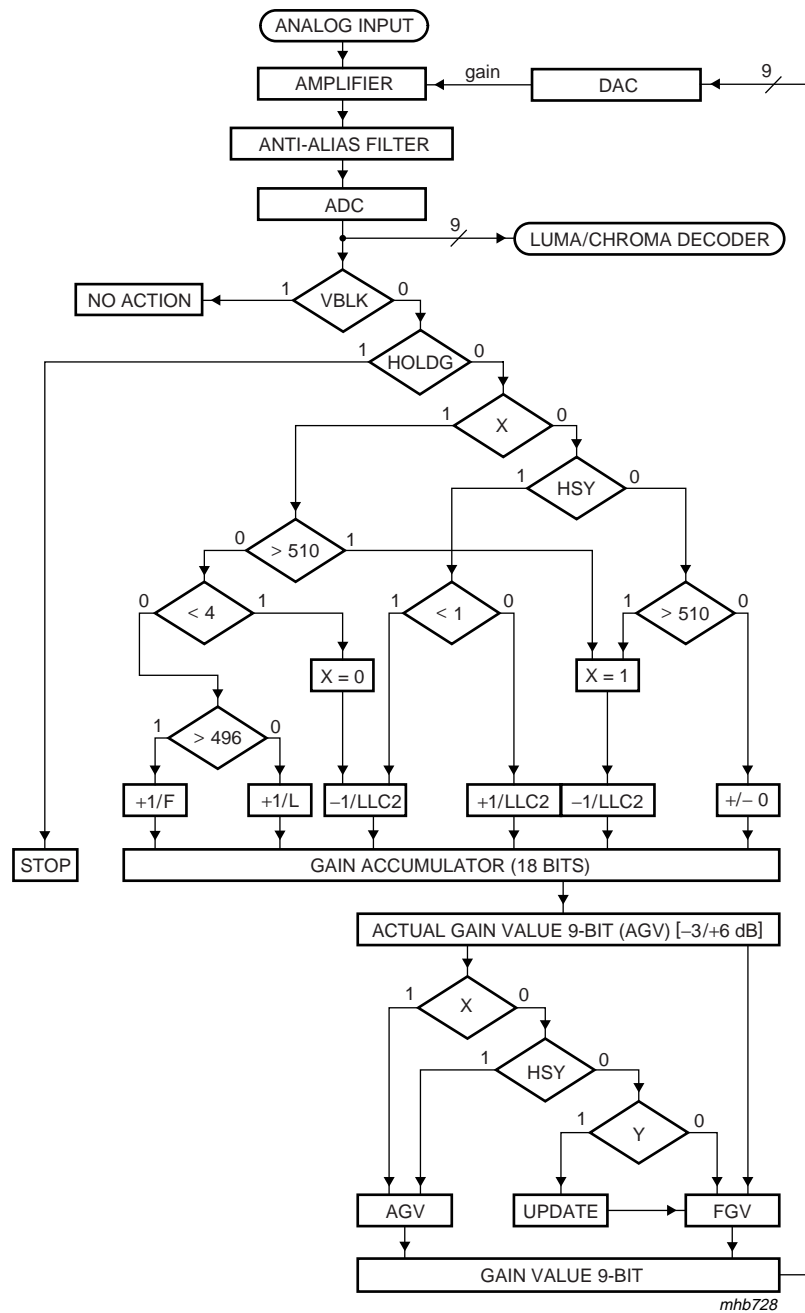 ANALOG INPUT
AMPLIFIER
gain
DAC
9
ANTI-ALIAS FILTER
ADC
9
LUMA/CHROMA DECODER
NO ACTION
1
VBLK
0
1
HOLDG
0
1
X
0
1
HSY
0
0
> 510
1
0
< 4
1
1
< 1
0
1
> 510
0
X = 0
X = 1
1
> 496
0
+1/F
+1/L
−1/LLC2
+1/LLC2
−1/LLC2
+/− 0
STOP
GAIN ACCUMULATOR (18 BITS)
ACTUAL GAIN VALUE 9-BIT (AGV) [−3/+6 dB]
1
X
0
1
HSY
0
1
Y
0
AGV
UPDATE
FGV
GAIN VALUE 9-BIT
mhb728